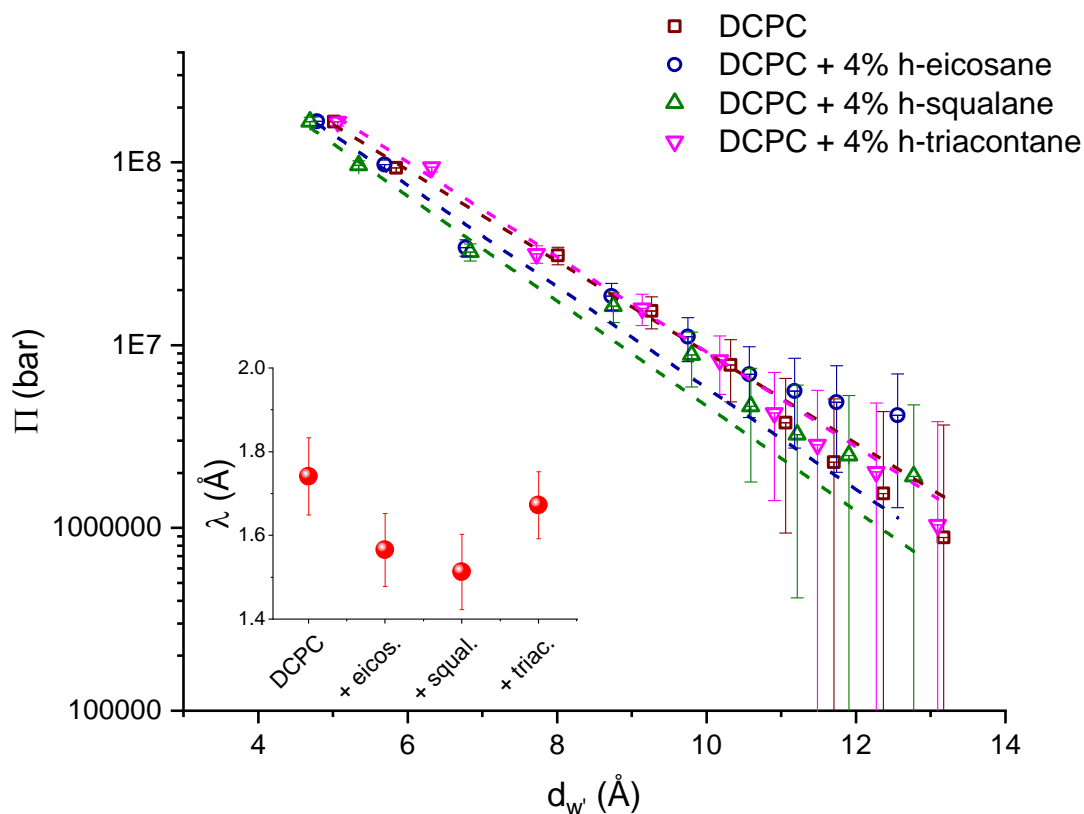 DCPC
DCPC + 4% h-eicosane
DCPC + 4% h-squalane
DCPC + 4% h-triacontane
1E8
1E7
1000000
100000
Π (bar)
2.0
1.8
1.6
1.4
λ (Å)
DCPC
+ eicos.
+ squal.
+ triac.
4 6 8 10 12 14
d_w' (Å)